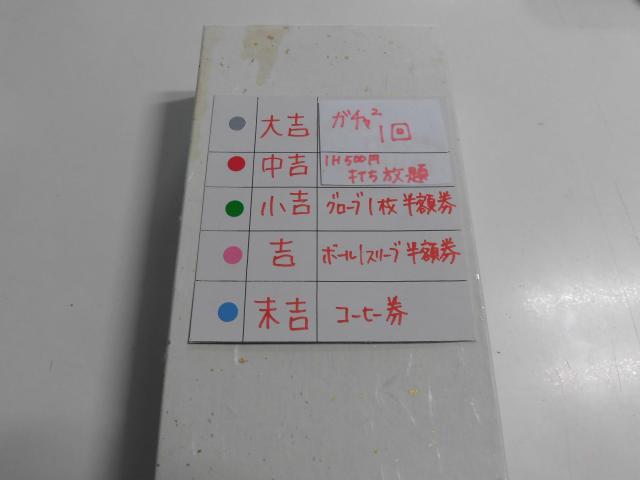 大吉 ガチャ²
1回
中吉 1H500円
打ち放題
小吉 グローブ1枚半額券
吉 ボール1スリーブ半額券
末吉 コーヒー券